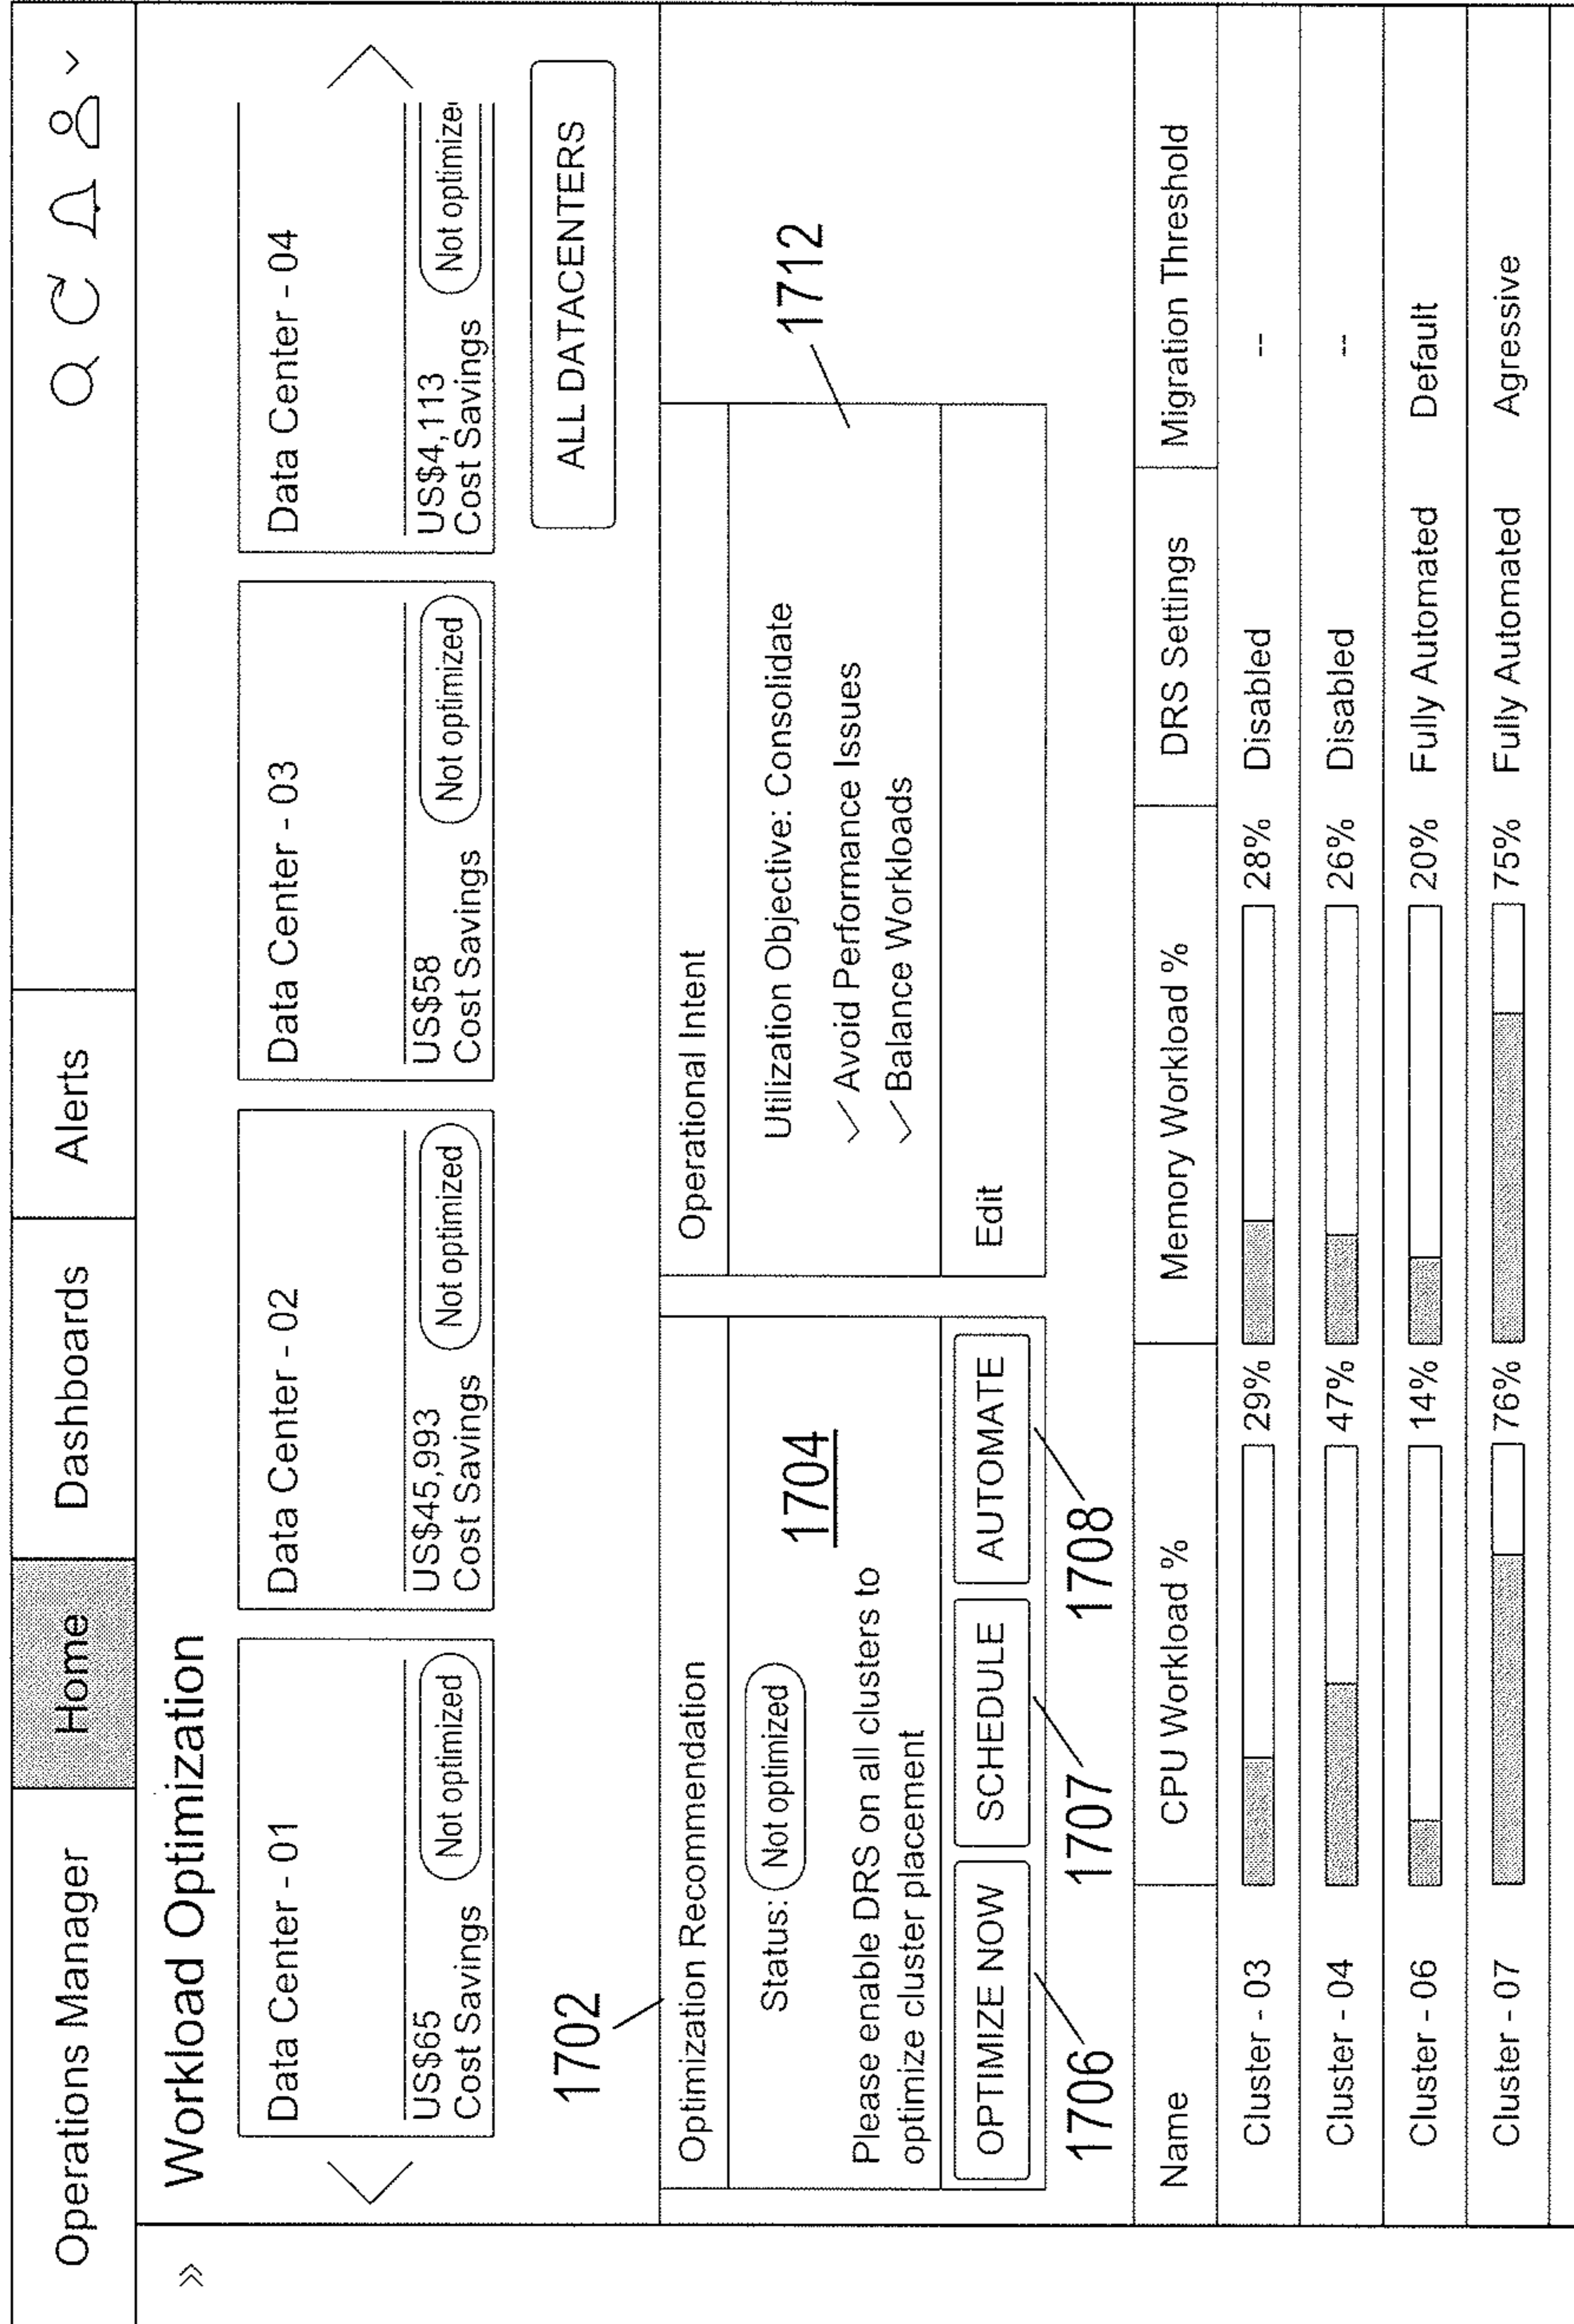 Operations Manager Home Dashboards Alerts
»
Workload Optimization
Data Center - 01
US$65
Cost Savings
Not optimized
Data Center - 02
US$45,993
Cost Savings
Not optimized
Data Center - 03
US$58
Cost Savings
Not optimized
Data Center - 04
US$4,113
Cost Savings
Not optimize
1702
ALL DATACENTERS
Optimization Recommendation
Status: Not optimized
1704
Please enable DRS on all clusters to
optimize cluster placement
OPTIMIZE NOW SCHEDULE AUTOMATE
1706 1707 1708
Operational Intent
Utilization Objective: Consolidate
✓ Avoid Performance Issues
✓ Balance Workloads
Edit
1712
Name CPU Workload % Memory Workload % DRS Settings Migration Threshold
Cluster - 03 29% 28% Disabled --
Cluster - 04 47% 26% Disabled --
Cluster - 06 14% 20% Fully Automated Default
Cluster - 07 76% 75% Fully Automated Agressive